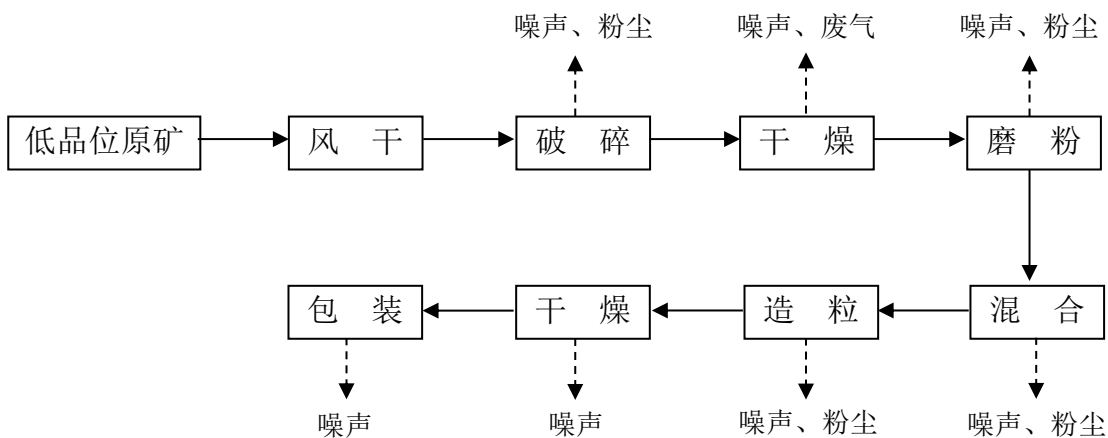 噪声、粉尘
噪声、废气
噪声、粉尘
低品位原矿
风 干
破 碎
干 燥
磨 粉
包 装
干 燥
造 粒
混 合
噪声
噪声
噪声、粉尘
噪声、粉尘